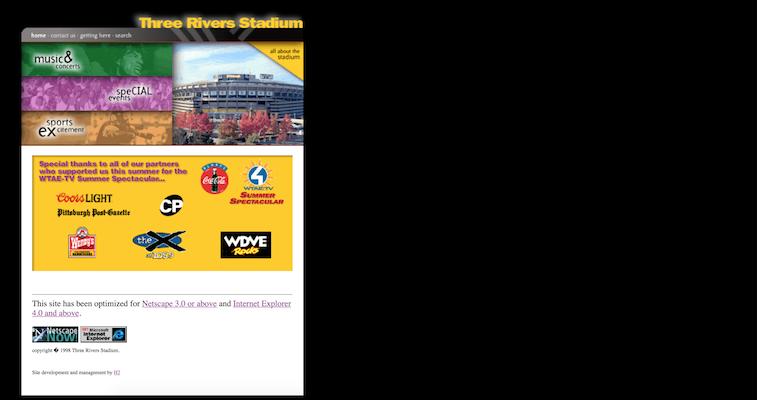 Three Rivers Stadium
home · contact us · getting here · search
all about the
stadium
music &
concerts
speCIAL
events
sports
ex citement
Special thanks to all of our partners
who supported us this summer for the
WTAE-TV Summer Spectacular...
ALWAYS
Coca-Cola
4
WTAE-TV
SUMMER
SPECTACULAR
Coors LIGHT
Pittsburgh Post-Gazette
CP
Wendy's
the X
WDVE
Rocks
This site has been optimized for Netscape 3.0 or above and Internet Explorer
4.0 and above.
Netscape
Now!
Microsoft
Internet
Explorer
copyright � 1998 Three Rivers Stadium.
Site development and management by H2